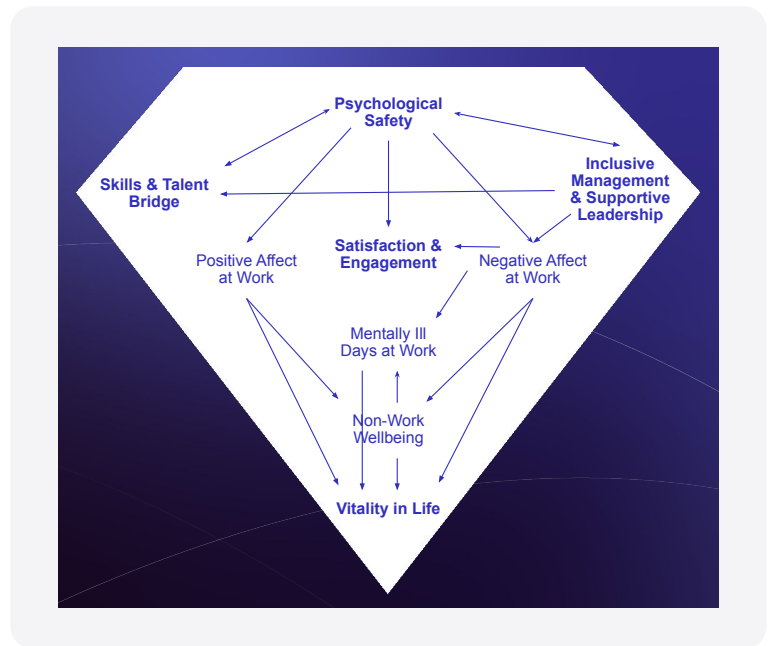 Psychological
Safety
Skills & Talent
Bridge
Inclusive
Management
& Supportive
Leadership
Positive Affect
at Work
Satisfaction &
Engagement
Negative Affect
at Work
Mentally Ill
Days at Work
Non-Work
Wellbeing
Vitality in Life